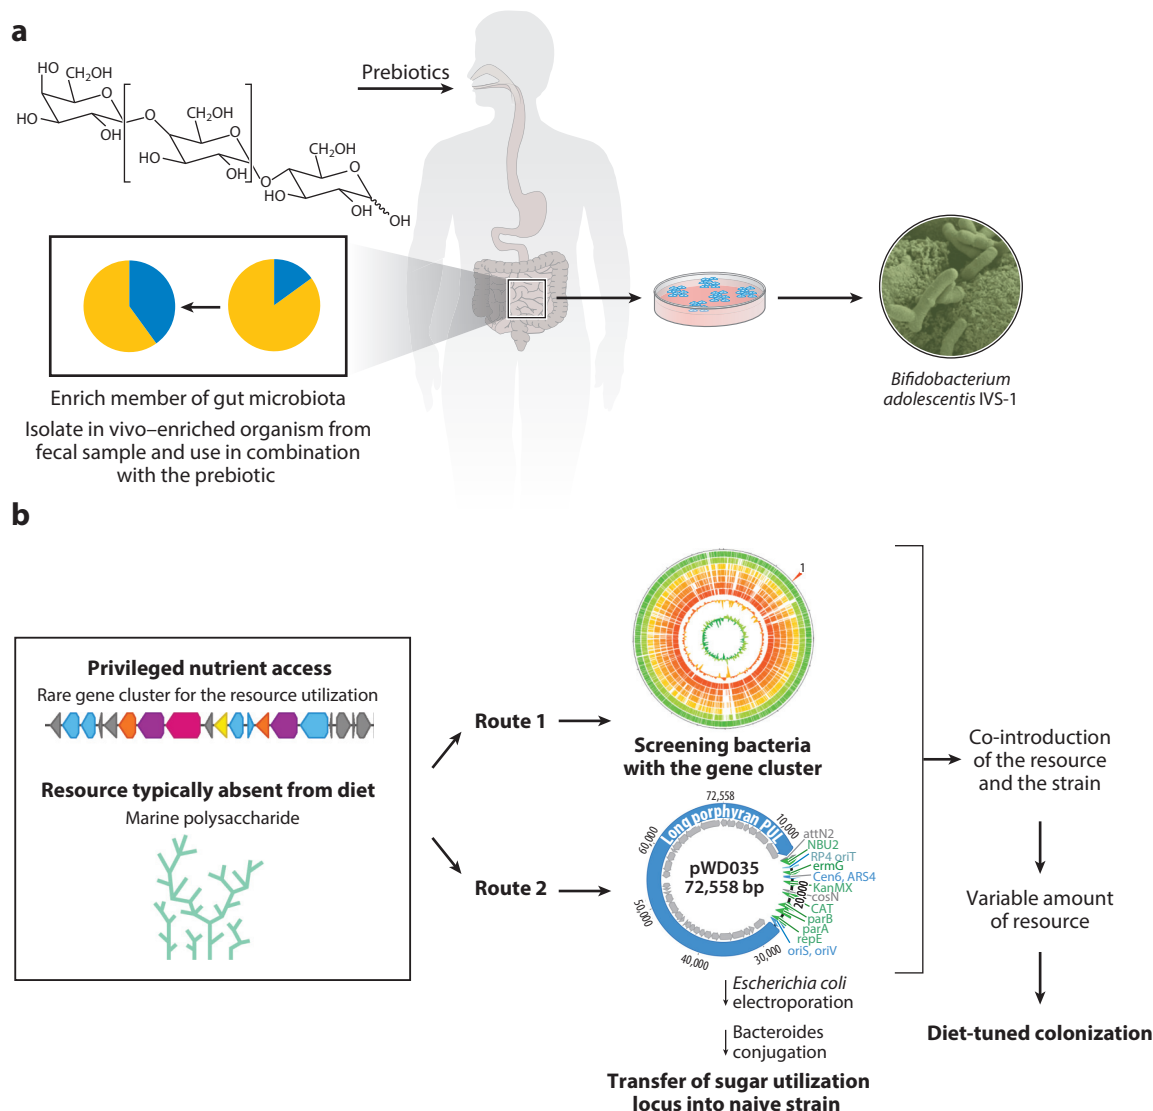 a
HO
CH₂OH
O
HO
OH
O
CH₂OH
O
HO
OH
O
CH₂OH
O
HO
OH
OH
Prebiotics
Enrich member of gut microbiota
Isolate in vivo–enriched organism from
fecal sample and use in combination
with the prebiotic
Bifidobacterium
adolescentis IVS-1
b
Privileged nutrient access
Rare gene cluster for the resource utilization
Resource typically absent from diet
Marine polysaccharide
Route 1
1
Screening bacteria
with the gene cluster
Route 2
72,558
10,000
20,000
30,000
40,000
50,000
60,000
Long porphyran PUL
pWD035
72,558 bp
attN2
NBU2
RP4 oriT
ermG
Cen6, ARS4
KanMX
cosN
CAT
parB
parA
repE
oriS, oriV
Escherichia coli
electroporation
Bacteroides
conjugation
Transfer of sugar utilization
locus into naive strain
Co-introduction
of the resource
and the strain
Variable amount
of resource
Diet-tuned colonization